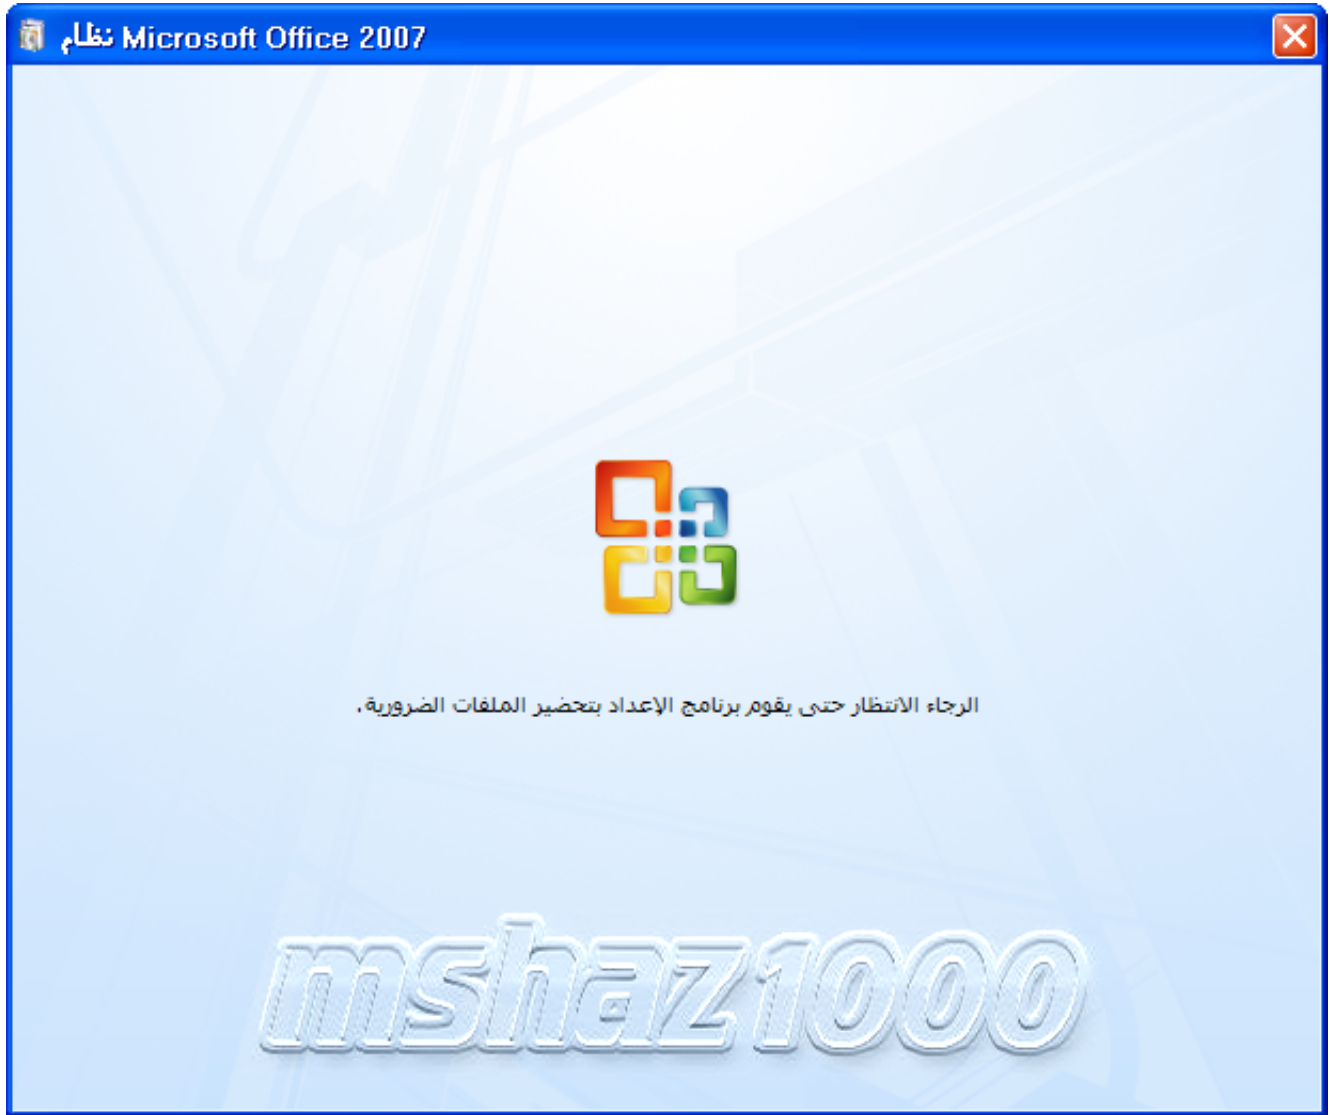 نظام Microsoft Office 2007
الرجاء الانتظار حتى يقوم برنامج الإعداد بتحضير الملفات الضرورية.
mshaz1000